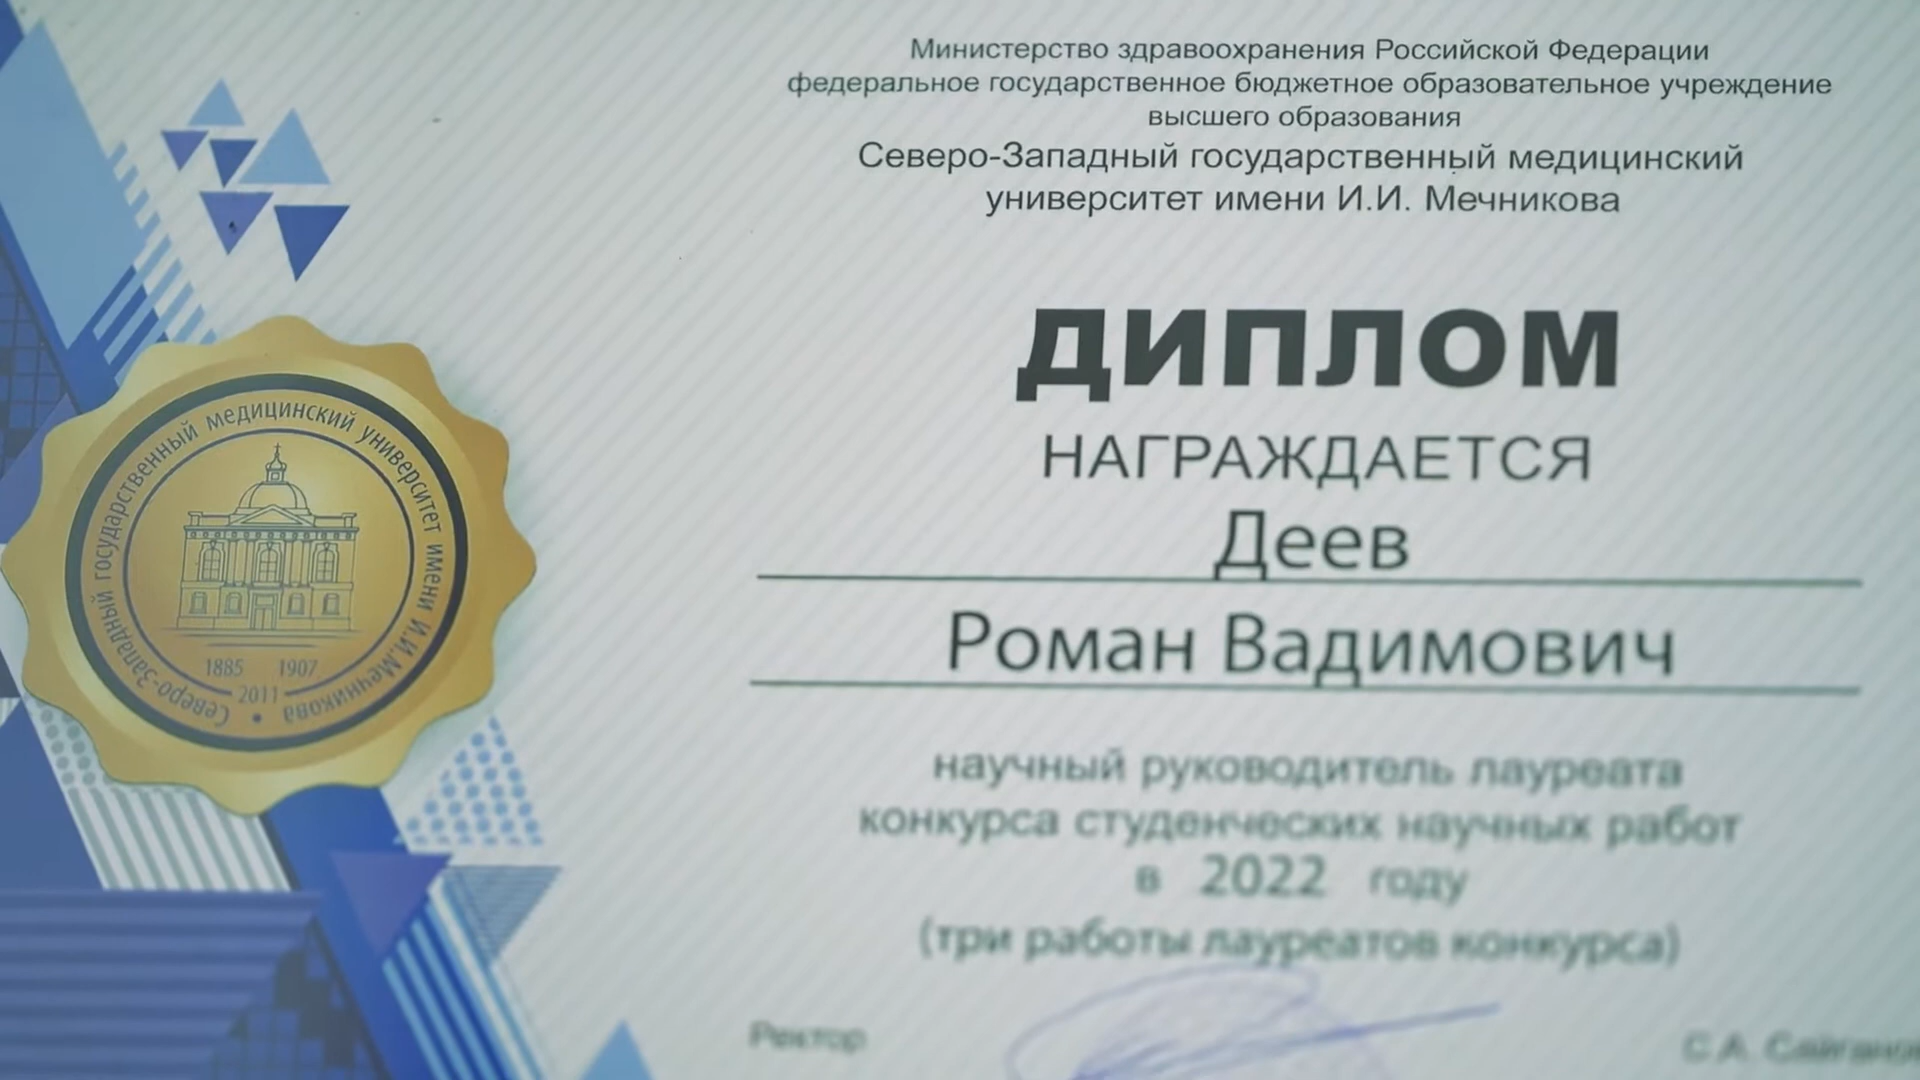 Министерство здравоохранения Российской Федерации
федеральное государственное бюджетное образовательное учреждение
высшего образования
Северо-Западный государственный медицинский
университет имени И.И. Мечникова
ДИПЛОМ
НАГРАЖДАЕТСЯ
Деев
Роман Вадимович
научный руководитель лауреата
конкурса студенческих научных работ
в 2022 году
(три работы лауреатов конкурса)
Ректор
С.А.
Северо-Западный государственный медицинский университет имени И.И.Мечникова
1885 1907
2011